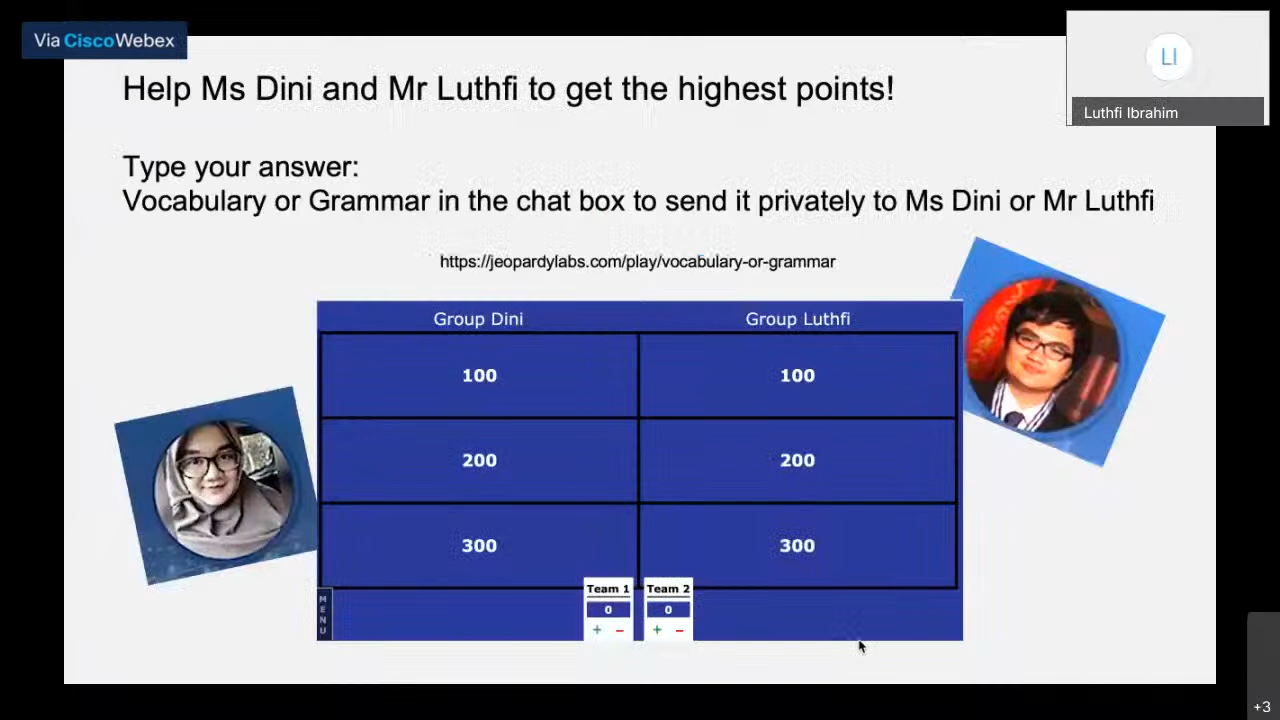 Via Cisco Webex
LI
Luthfi Ibrahim
Help Ms Dini and Mr Luthfi to get the highest points!
Type your answer:
Vocabulary or Grammar in the chat box to send it privately to Ms Dini or Mr Luthfi
https://jeopardylabs.com/play/vocabulary-or-grammar
Group Dini Group Luthfi
100 100
200 200
300 300
MENU
Team 1 Team 2
0 0
+ − + −
+3